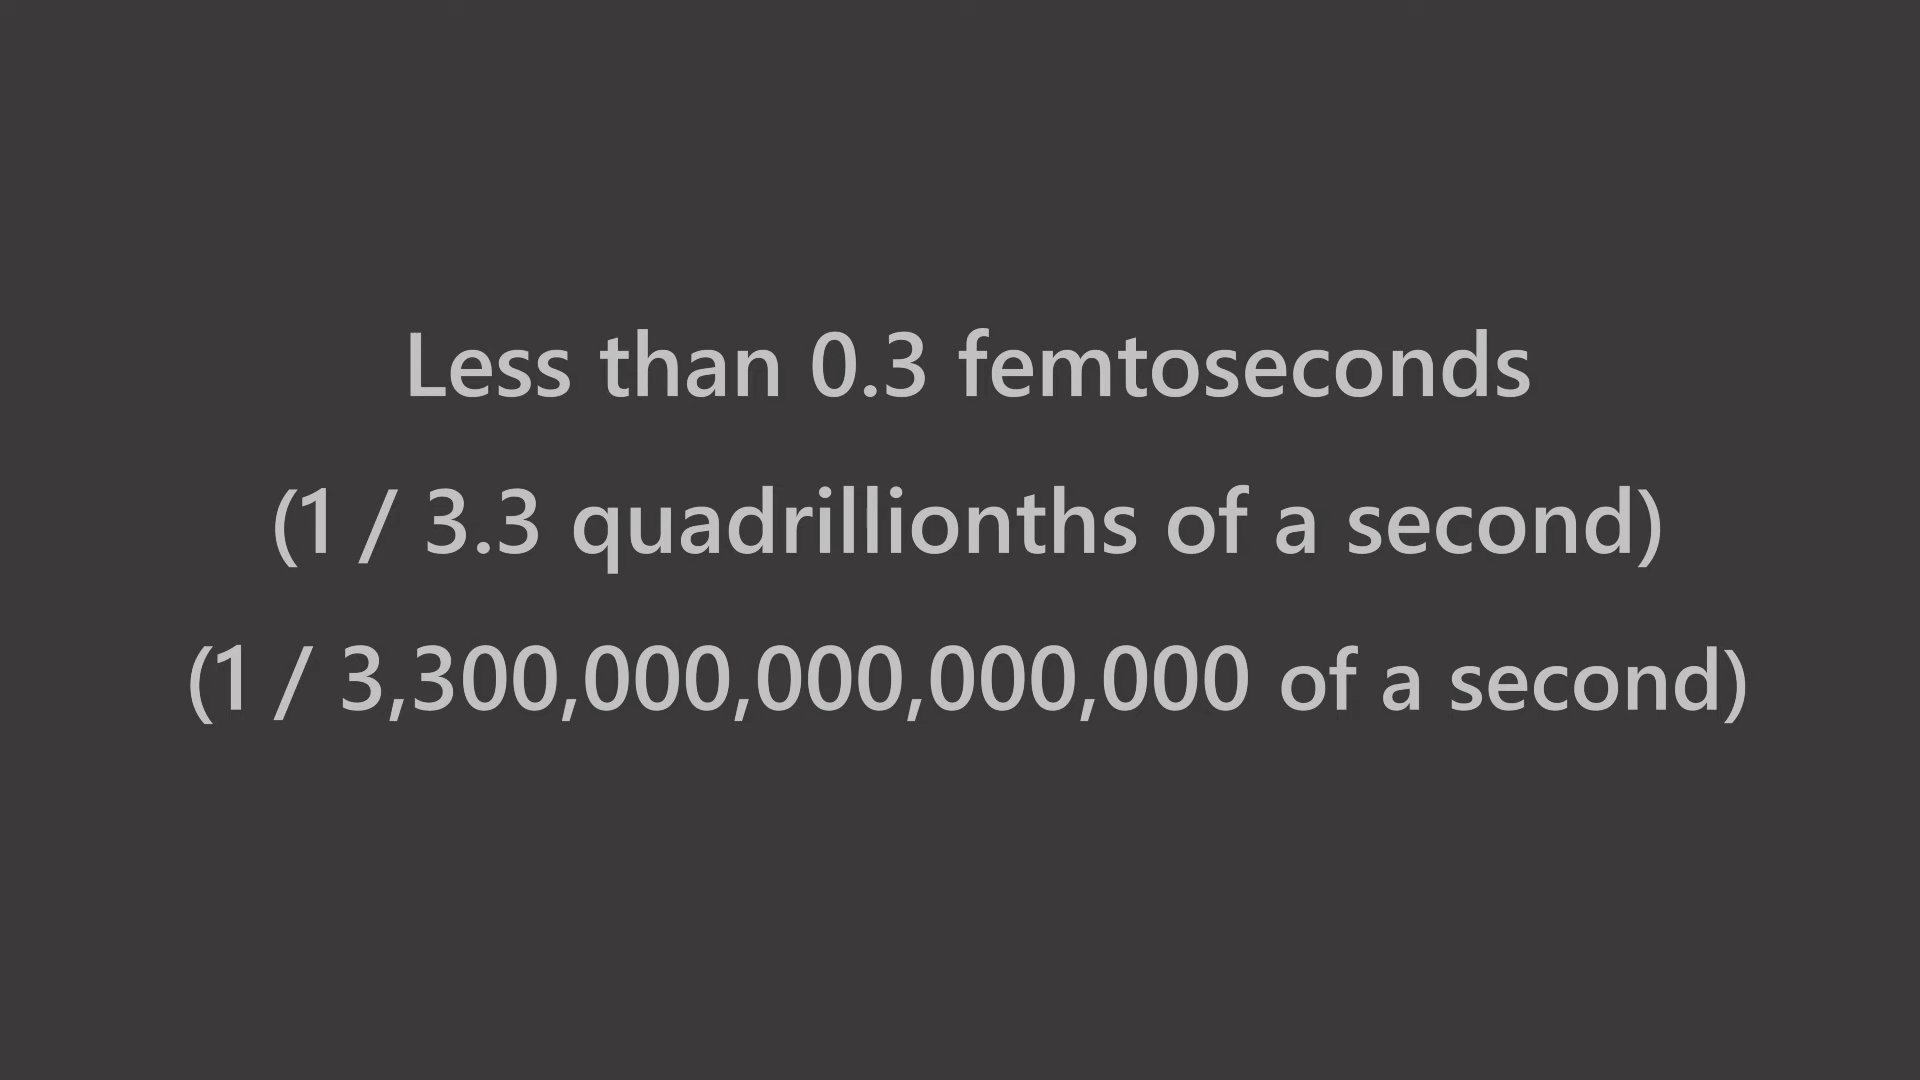 Less than 0.3 femtoseconds
(1 / 3.3 quadrillionths of a second)
(1 / 3,300,000,000,000,000 of a second)